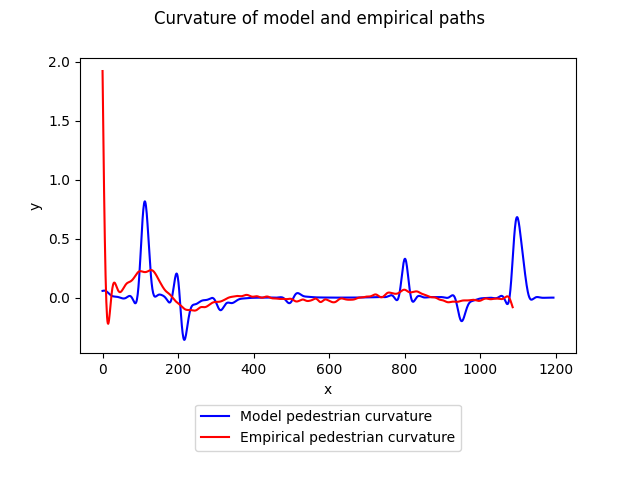 Curvature of model and empirical paths
2.0
1.5
1.0
0.5
0.0
y
0 200 400 600 800 1000 1200
x
Model pedestrian curvature
Empirical pedestrian curvature